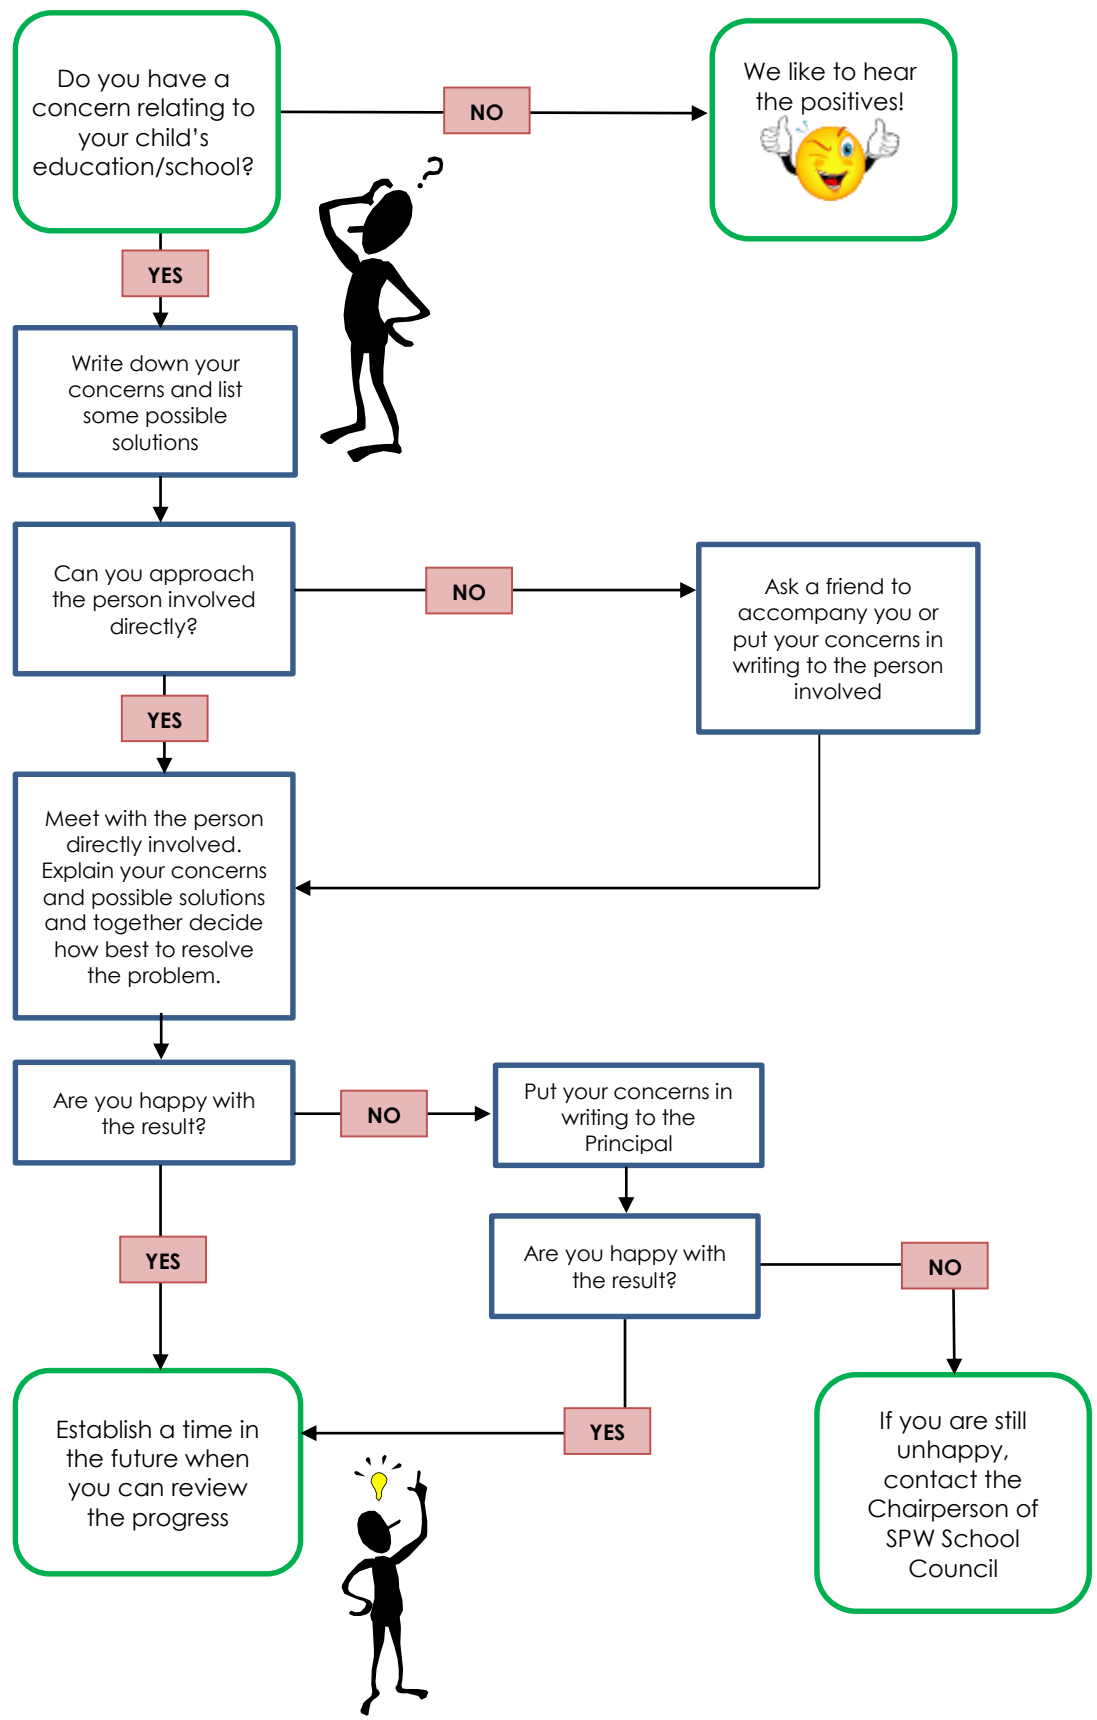 Do you have a
concern relating to
your child's
education/school?
NO
We like to hear
the positives!
?
YES
Write down your
concerns and list
some possible
solutions
Can you approach
the person involved
directly?
NO
Ask a friend to
accompany you or
put your concerns in
writing to the person
involved
YES
Meet with the person
directly involved.
Explain your concerns
and possible solutions
and together decide
how best to resolve
the problem.
Are you happy with
the result?
NO
Put your concerns in
writing to the
Principal
Are you happy with
the result?
NO
YES
YES
Establish a time in
the future when
you can review
the progress
If you are still
unhappy,
contact the
Chairperson of
SPW School
Council